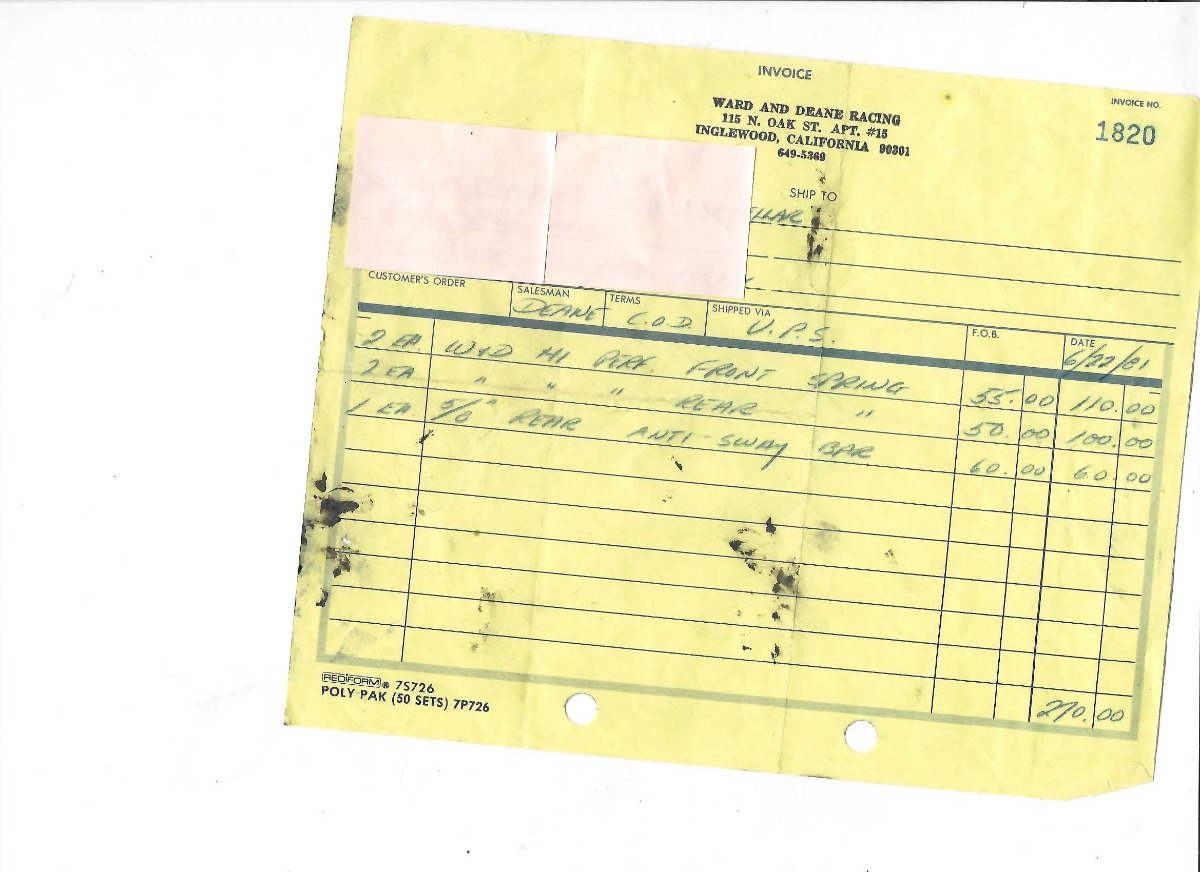 INVOICE
INVOICE NO.
1820
WARD AND DEANE RACING
115 N. OAK ST. APT. #15
INGLEWOOD, CALIFORNIA 90301
649-5369
SHIP TO
CUSTOMER'S ORDER SALESMAN TERMS SHIPPED VIA F.O.B. DATE
DEANE C.O.D. U.P.S. 6/22/81
2 EA. W&D HI PERF. FRONT SPRING 55.00 110.00
2 EA " " " REAR " 50.00 100.00
1 EA 5/8" REAR ANTI-SWAY BAR 60.00 60.00
270.00
REDIFORM® 7S726
POLY PAK (50 SETS) 7P726